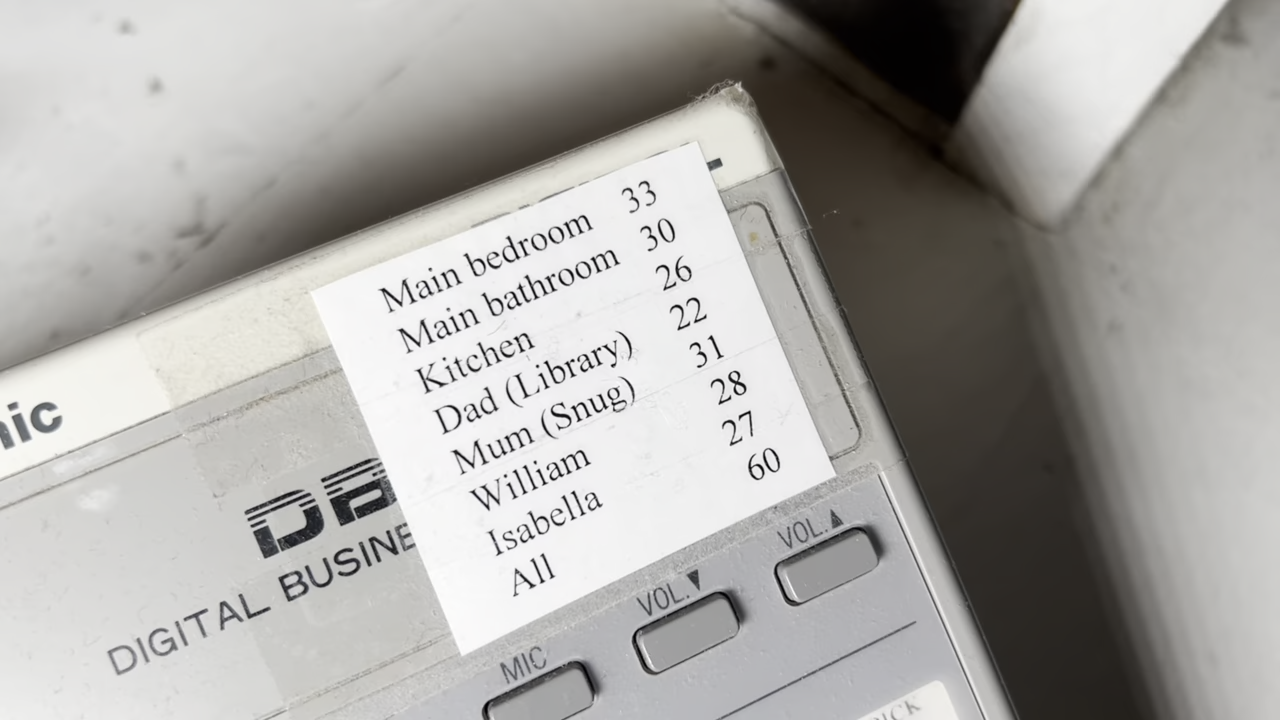 Main bedroom 33
Main bathroom 30
Kitchen 26
Dad (Library) 22
Mum (Snug) 31
William 28
Isabella 27
All 60
DIGITAL
VOL.▲
VOL.▼
MIC